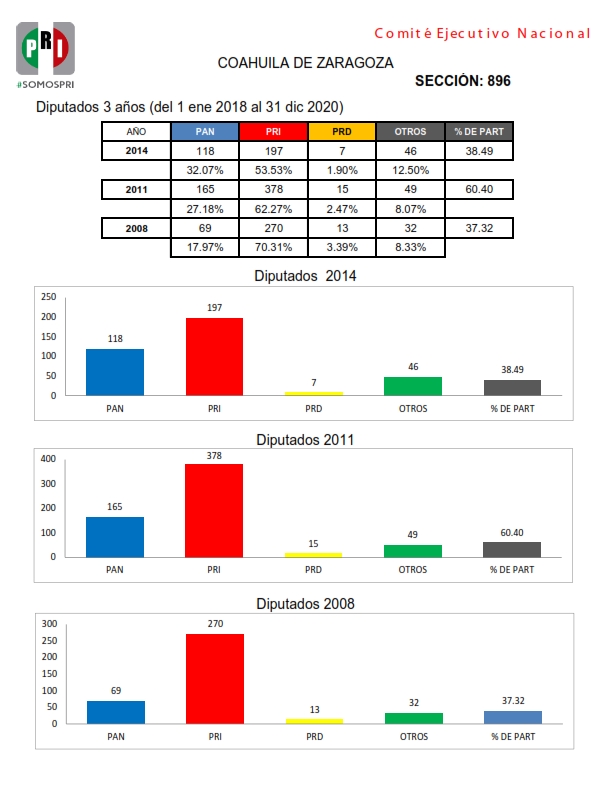 Comité Ejecutivo Nacional
PRI
#SOMOSPRI
COAHUILA DE ZARAGOZA
SECCIÓN: 896
Diputados 3 años (del 1 ene 2018 al 31 dic 2020)
AÑO PAN PRI PRD OTROS % DE PART
2014 118 197 7 46 38.49
32.07% 53.53% 1.90% 12.50%
2011 165 378 15 49 60.40
27.18% 62.27% 2.47% 8.07%
2008 69 270 13 32 37.32
17.97% 70.31% 3.39% 8.33%
Diputados 2014
250
200
150
100
50
0
118 197 7 46 38.49
PAN PRI PRD OTROS % DE PART
Diputados 2011
400
300
200
100
0
165 378 15 49 60.40
PAN PRI PRD OTROS % DE PART
Diputados 2008
300
250
200
150
100
50
0
69 270 13 32 37.32
PAN PRI PRD OTROS % DE PART